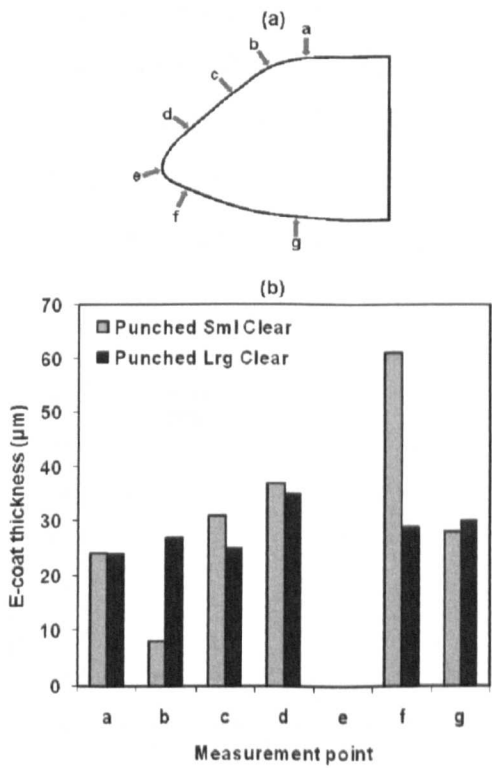 (a)
a
b
c
d
e
f
g
(b)
70
Punched Sml Clear
60
Punched Lrg Clear
50
40
30
20
10
0
E-coat thickness (µm)
a b c d e f g
Measurement point